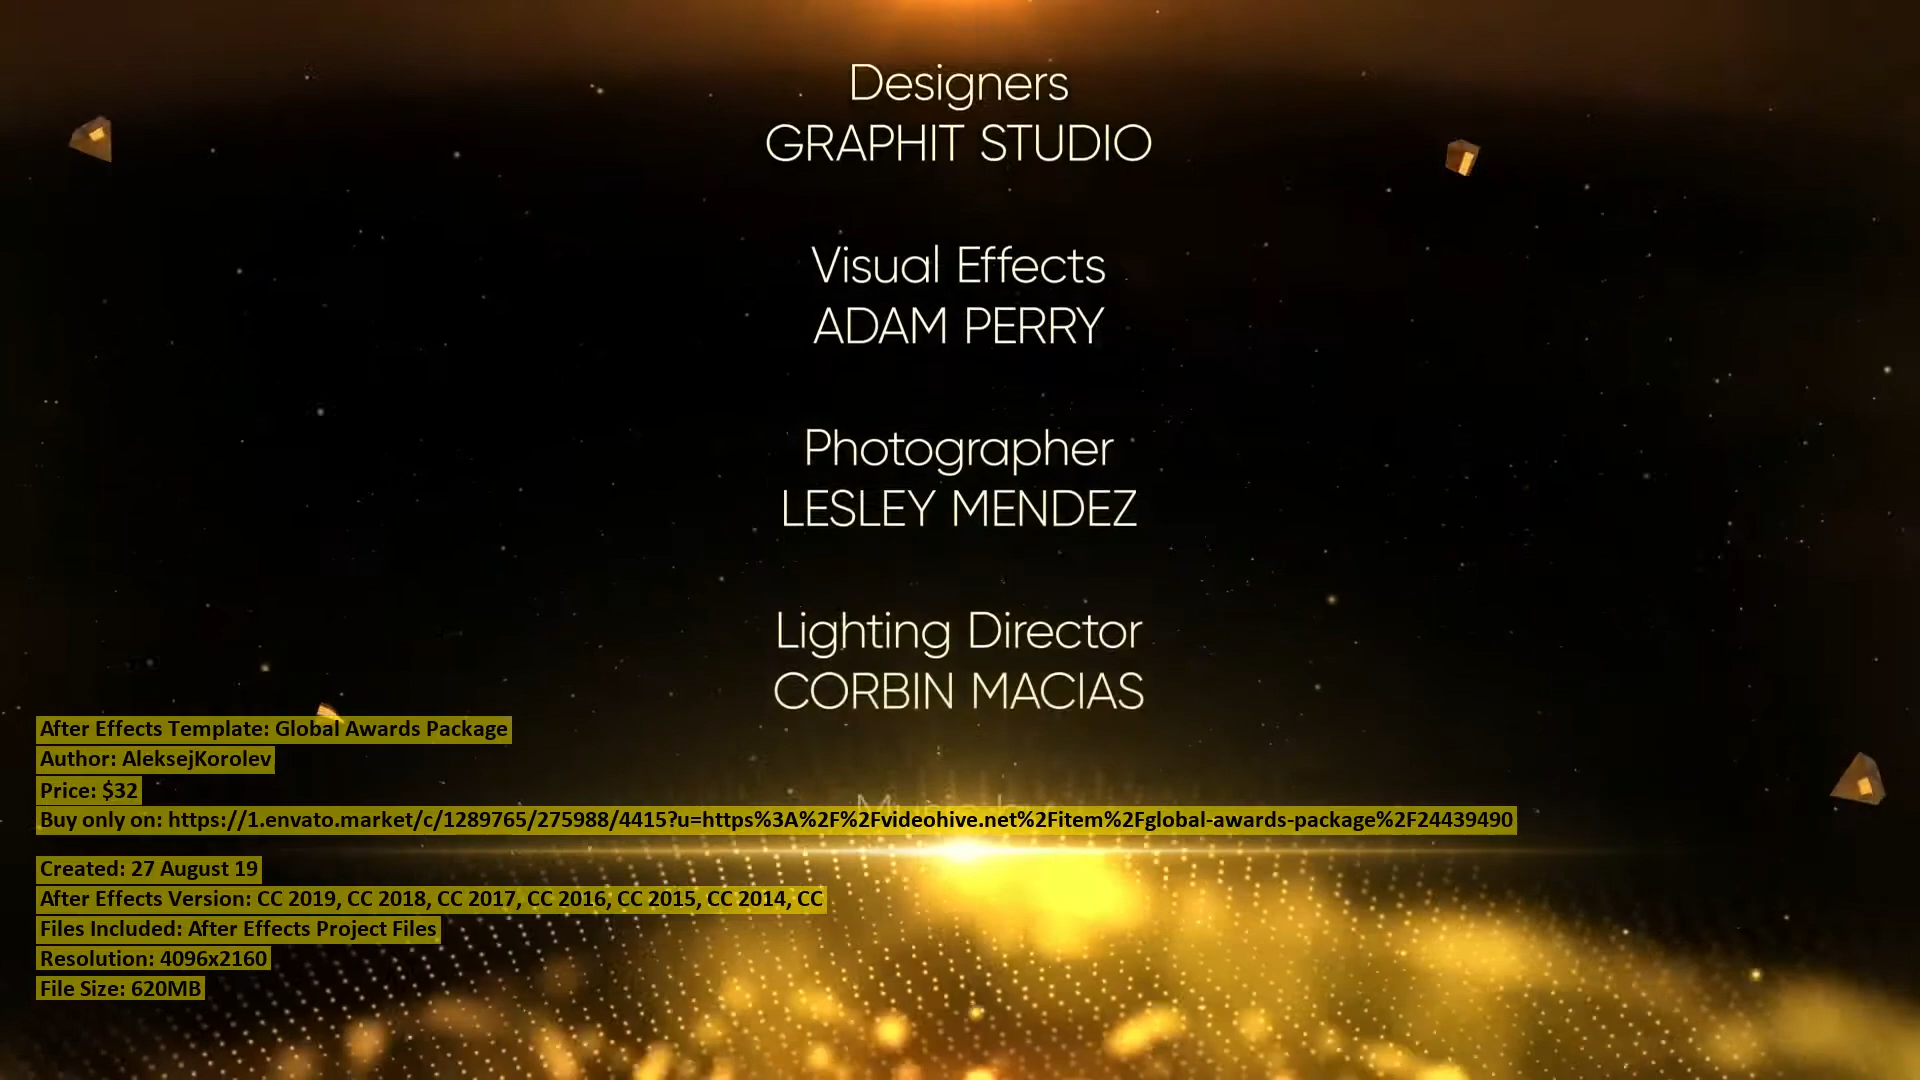 Designers
GRAPHIT STUDIO
Visual Effects
ADAM PERRY
Photographer
LESLEY MENDEZ
Lighting Director
CORBIN MACIAS
After Effects Template: Global Awards Package
Author: AleksejKorolev
Price: $32
Buy only on: https://1.envato.market/c/1289765/275988/4415?u=https%3A%2F%2Fvideohive.net%2Fitem%2Fglobal-awards-package%2F24439490
Created: 27 August 19
After Effects Version: CC 2019, CC 2018, CC 2017, CC 2016, CC 2015, CC 2014, CC
Files Included: After Effects Project Files
Resolution: 4096x2160
File Size: 620MB